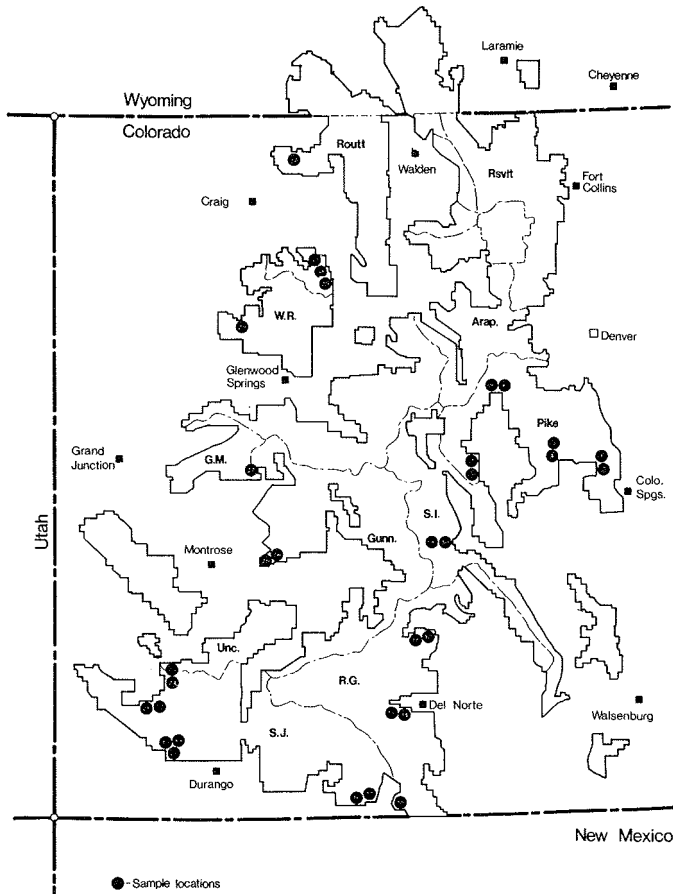 Laramie
Cheyenne
Wyoming
Colorado
Routt
Walden
Rsvlt
Fort
Collins
Craig
W.R.
Arap.
Denver
Glenwood
Springs
Pike
Grand
Junction
G.M.
Colo.
Spgs.
S.I.
Utah
Gunn.
Montrose
Unc.
R.G.
Del Norte
Walsenburg
S.J.
Durango
New Mexico
-Sample locations